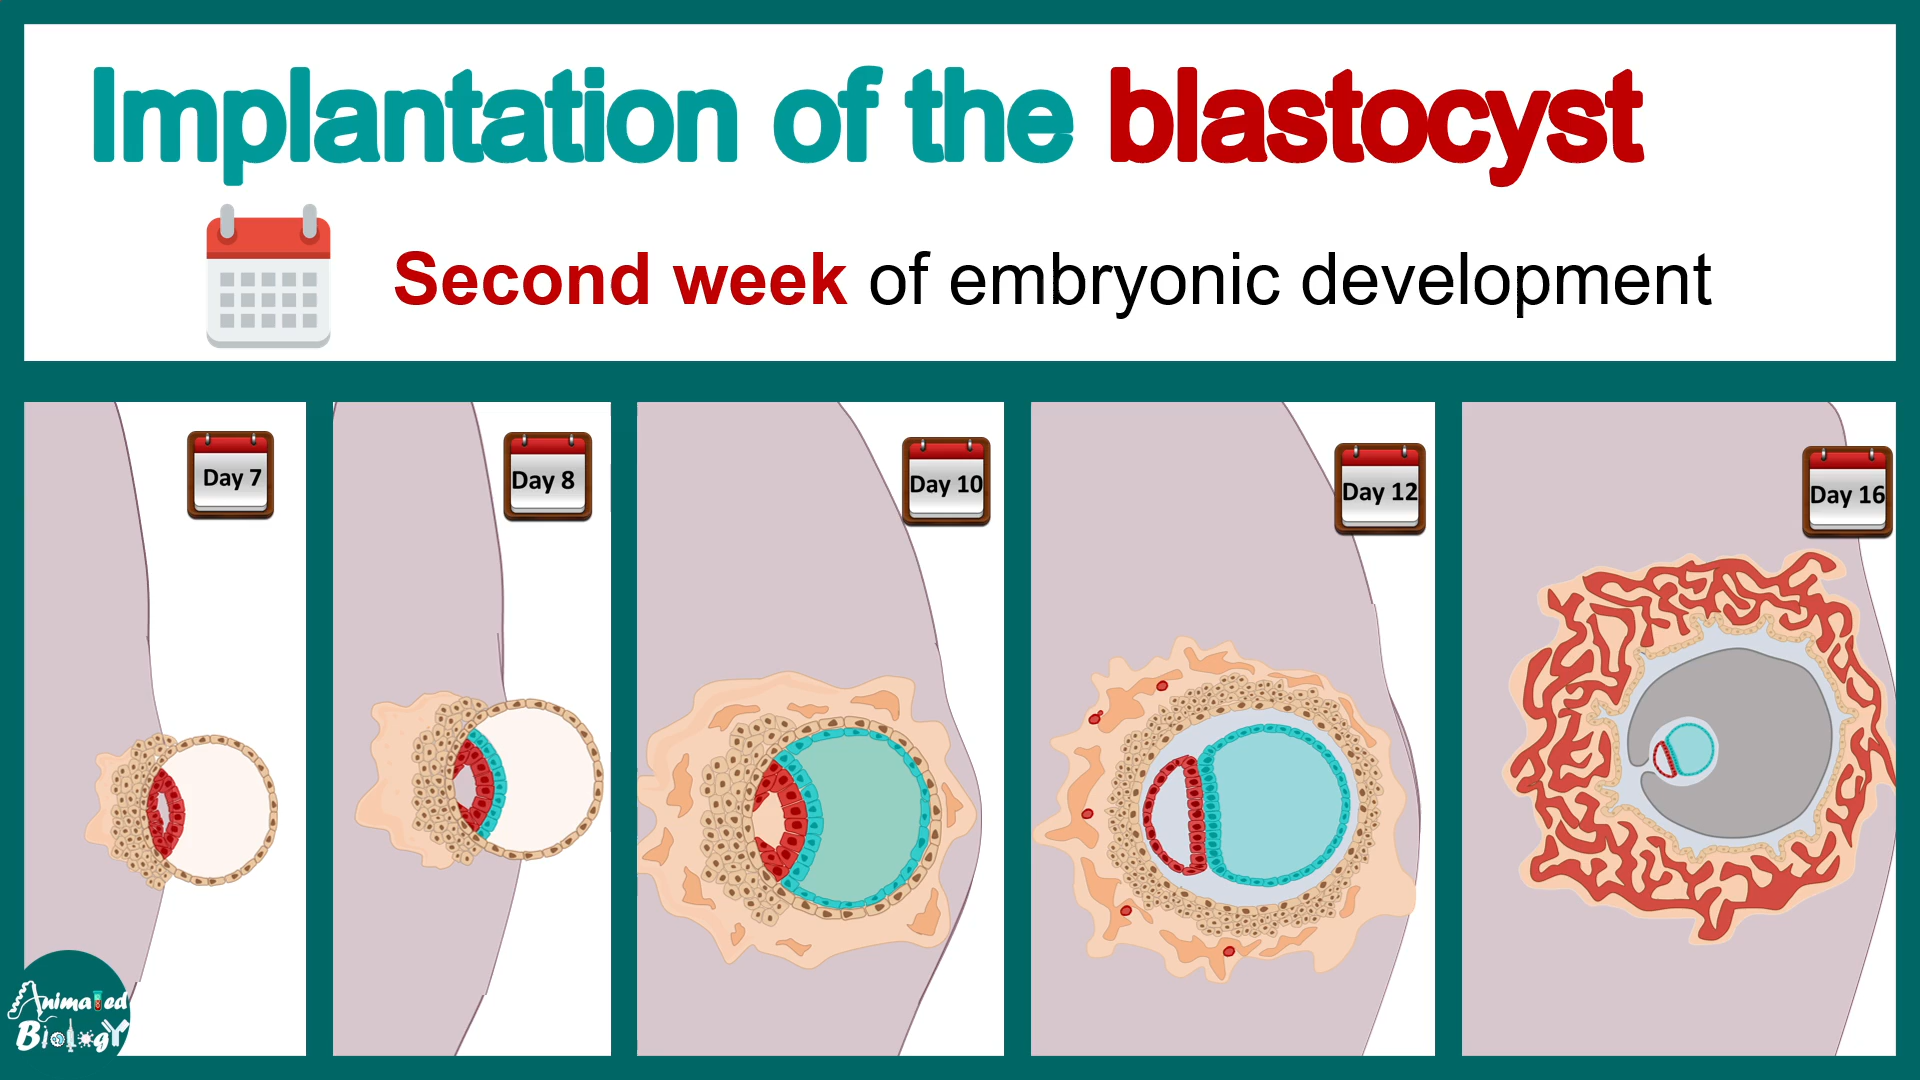 Implantation of the blastocyst
Second week of embryonic development
Day 7
Day 8
Day 10
Day 12
Day 16
Animated
Biology